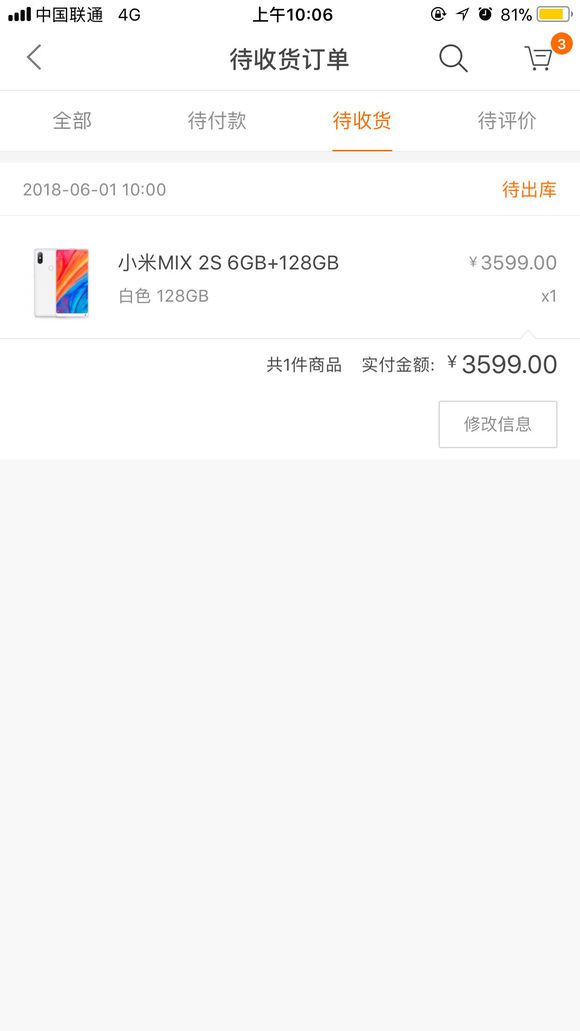 中国联通 4G 上午10:06 81%
待收货订单 3
全部 待付款 待收货 待评价
2018-06-01 10:00 待出库
小米MIX 2S 6GB+128GB ¥3599.00
白色 128GB x1
共1件商品 实付金额: ¥3599.00
修改信息